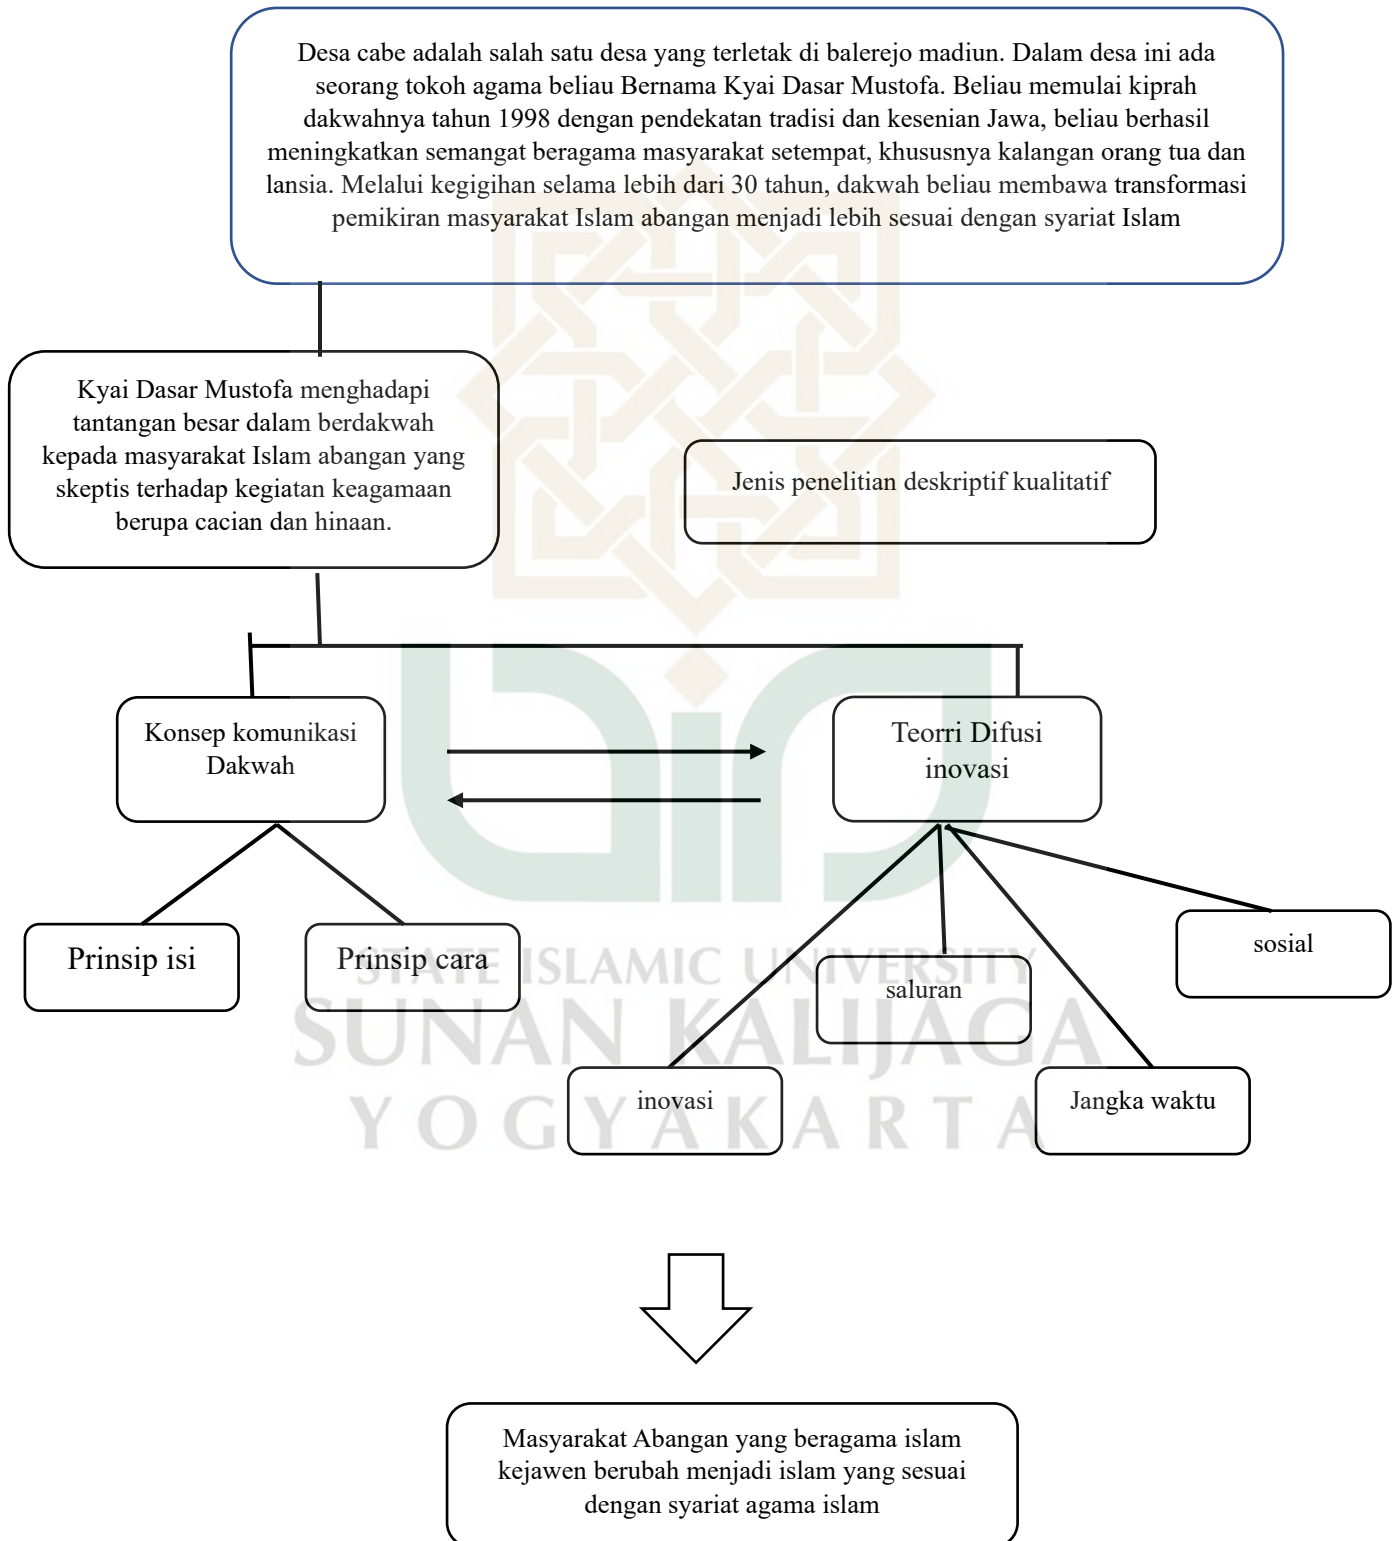 Desa cabe adalah salah satu desa yang terletak di balerejo madiun. Dalam desa ini ada
seorang tokoh agama beliau Bernama Kyai Dasar Mustofa. Beliau memulai kiprah
dakwahnya tahun 1998 dengan pendekatan tradisi dan kesenian Jawa, beliau berhasil
meningkatkan semangat beragama masyarakat setempat, khususnya kalangan orang tua dan
lansia. Melalui kegigihan selama lebih dari 30 tahun, dakwah beliau membawa transformasi
pemikiran masyarakat Islam abangan menjadi lebih sesuai dengan syariat Islam
Kyai Dasar Mustofa menghadapi
tantangan besar dalam berdakwah
kepada masyarakat Islam abangan yang
skeptis terhadap kegiatan keagamaan
berupa cacian dan hinaan.
Jenis penelitian deskriptif kualitatif
Konsep komunikasi
Dakwah
Teorri Difusi
inovasi
Prinsip isi
Prinsip cara
sosial
saluran
inovasi
Jangka waktu
STATE ISLAMIC UNIVERSITY
SUNAN KALIJAGA
YOGYAKARTA
Masyarakat Abangan yang beragama islam
kejawen berubah menjadi islam yang sesuai
dengan syariat agama islam